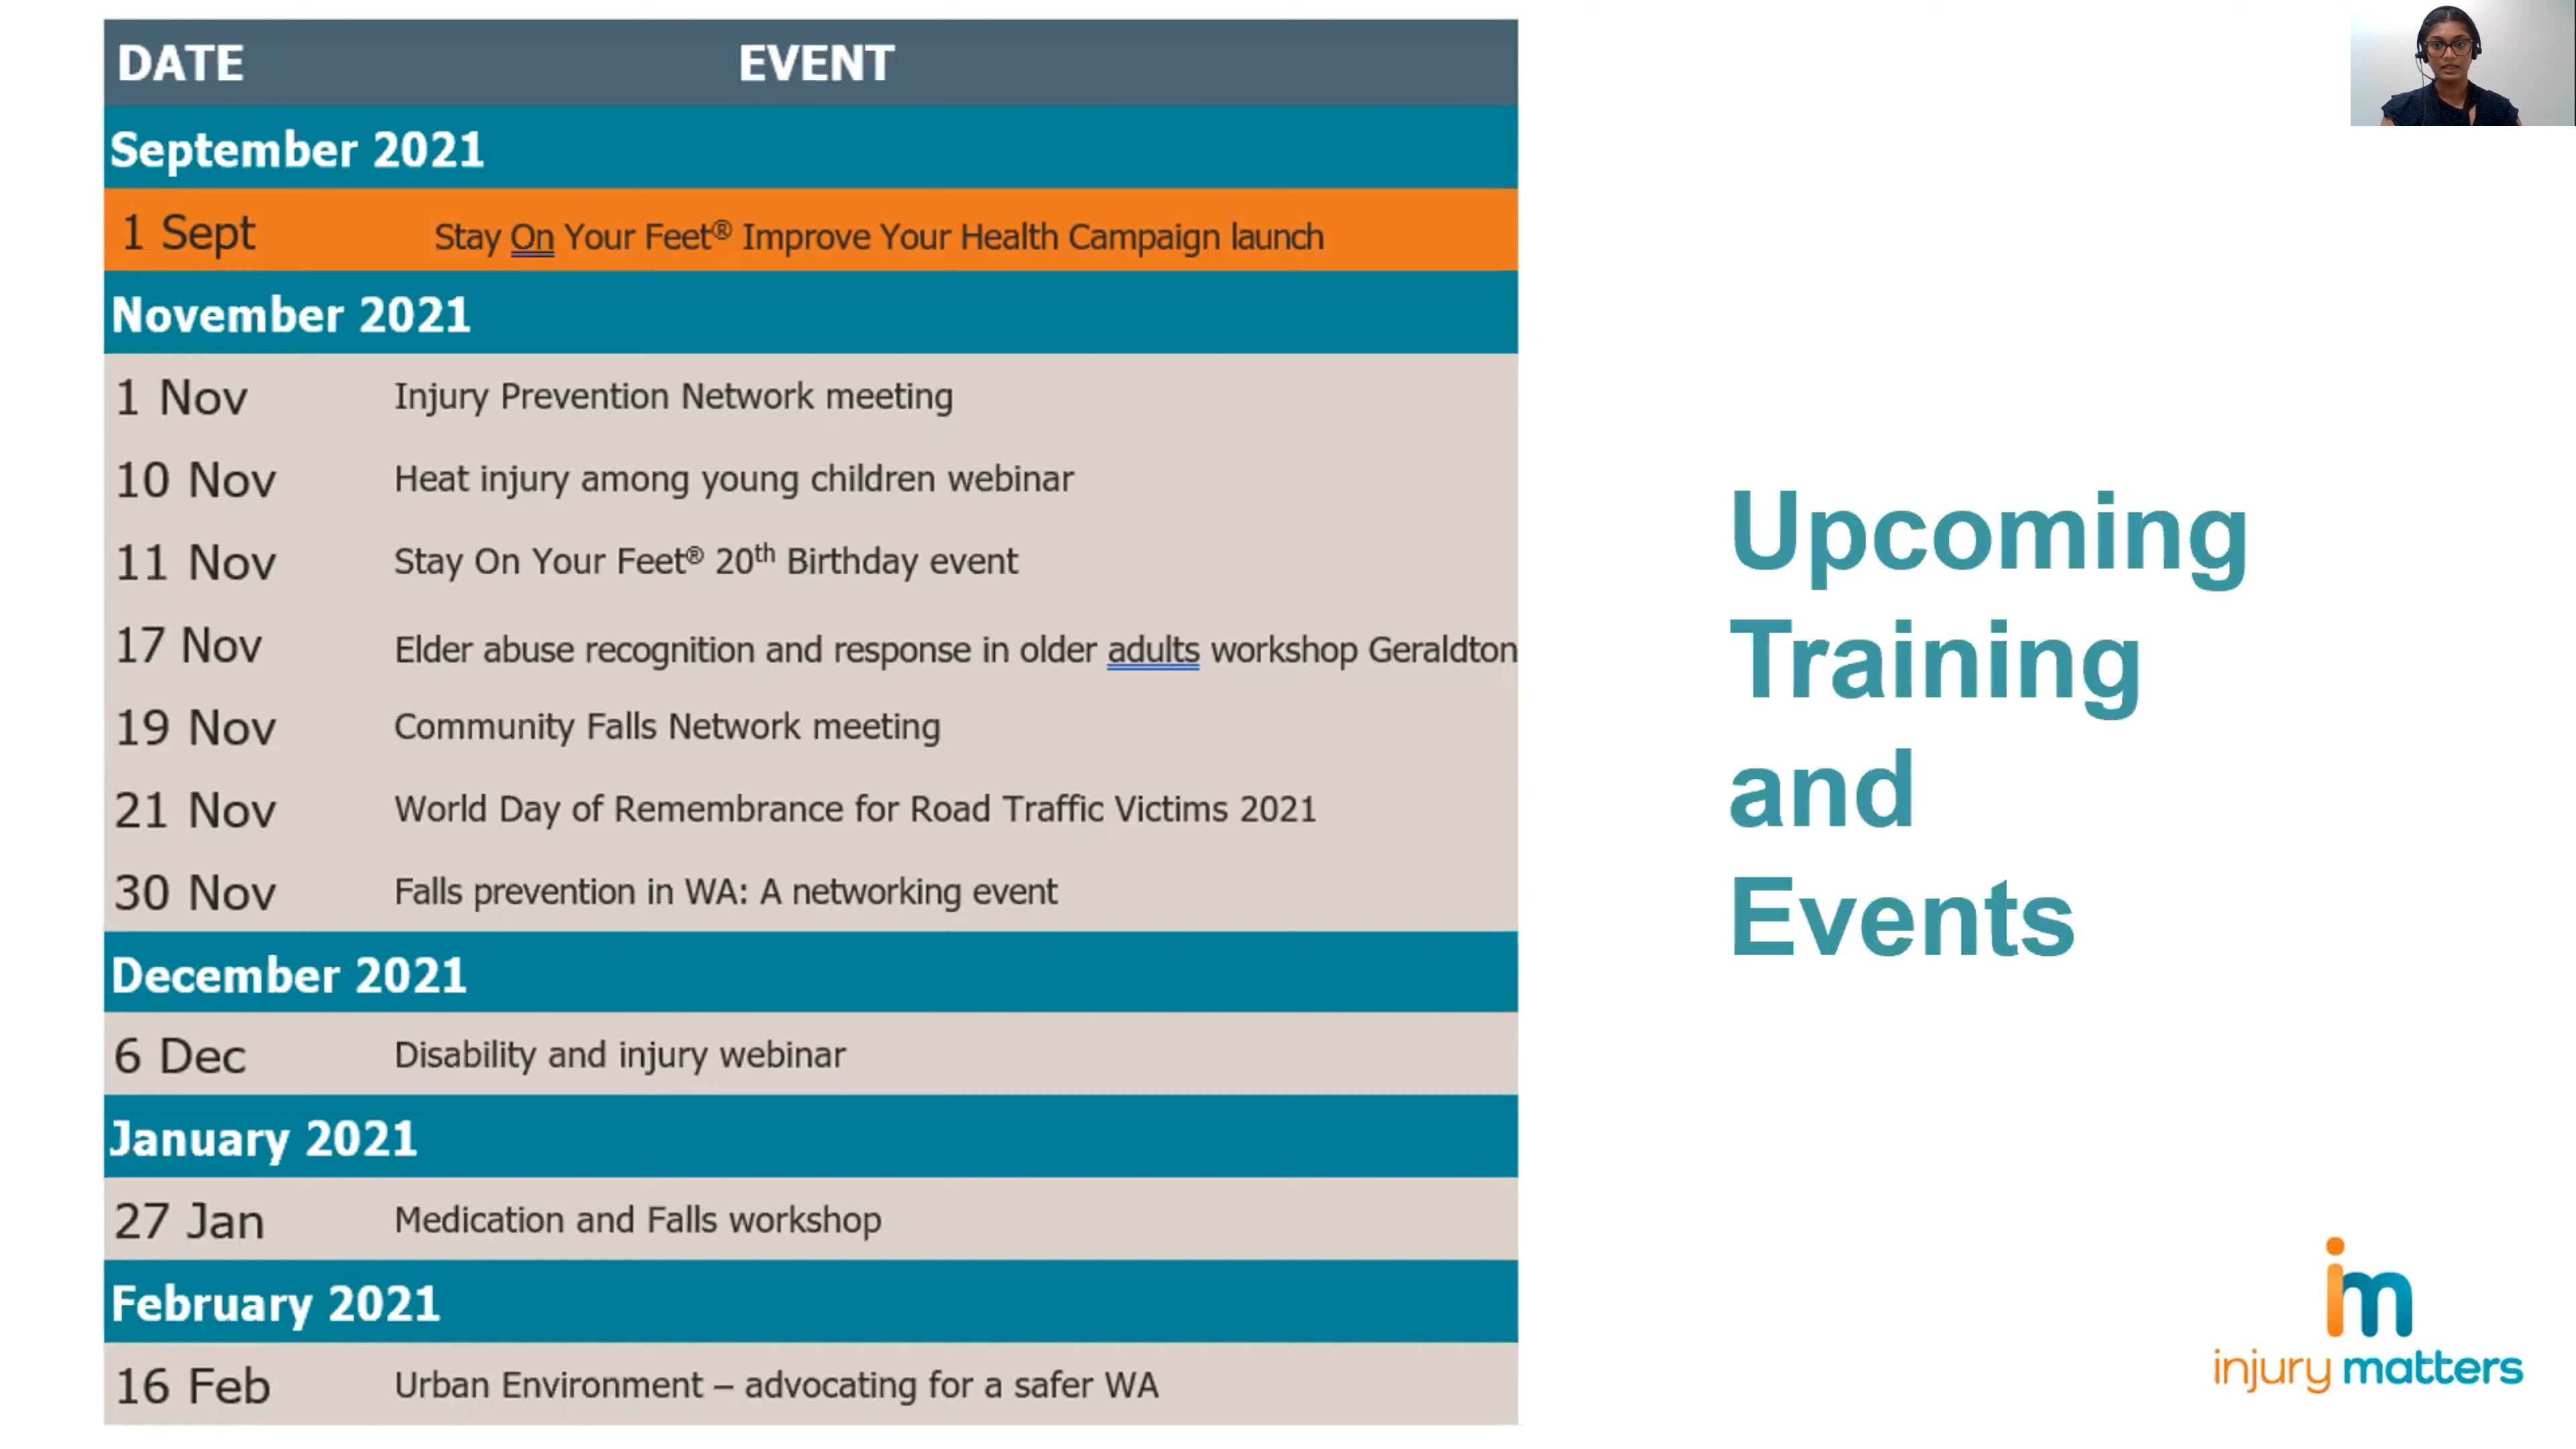 DATE EVENT
September 2021
1 Sept Stay On Your Feet® Improve Your Health Campaign launch
November 2021
1 Nov Injury Prevention Network meeting
10 Nov Heat injury among young children webinar
11 Nov Stay On Your Feet® 20th Birthday event
17 Nov Elder abuse recognition and response in older adults workshop Geraldton
19 Nov Community Falls Network meeting
21 Nov World Day of Remembrance for Road Traffic Victims 2021
30 Nov Falls prevention in WA: A networking event
December 2021
6 Dec Disability and injury webinar
January 2021
27 Jan Medication and Falls workshop
February 2021
16 Feb Urban Environment – advocating for a safer WA
Upcoming
Training
and
Events
im
injury matters